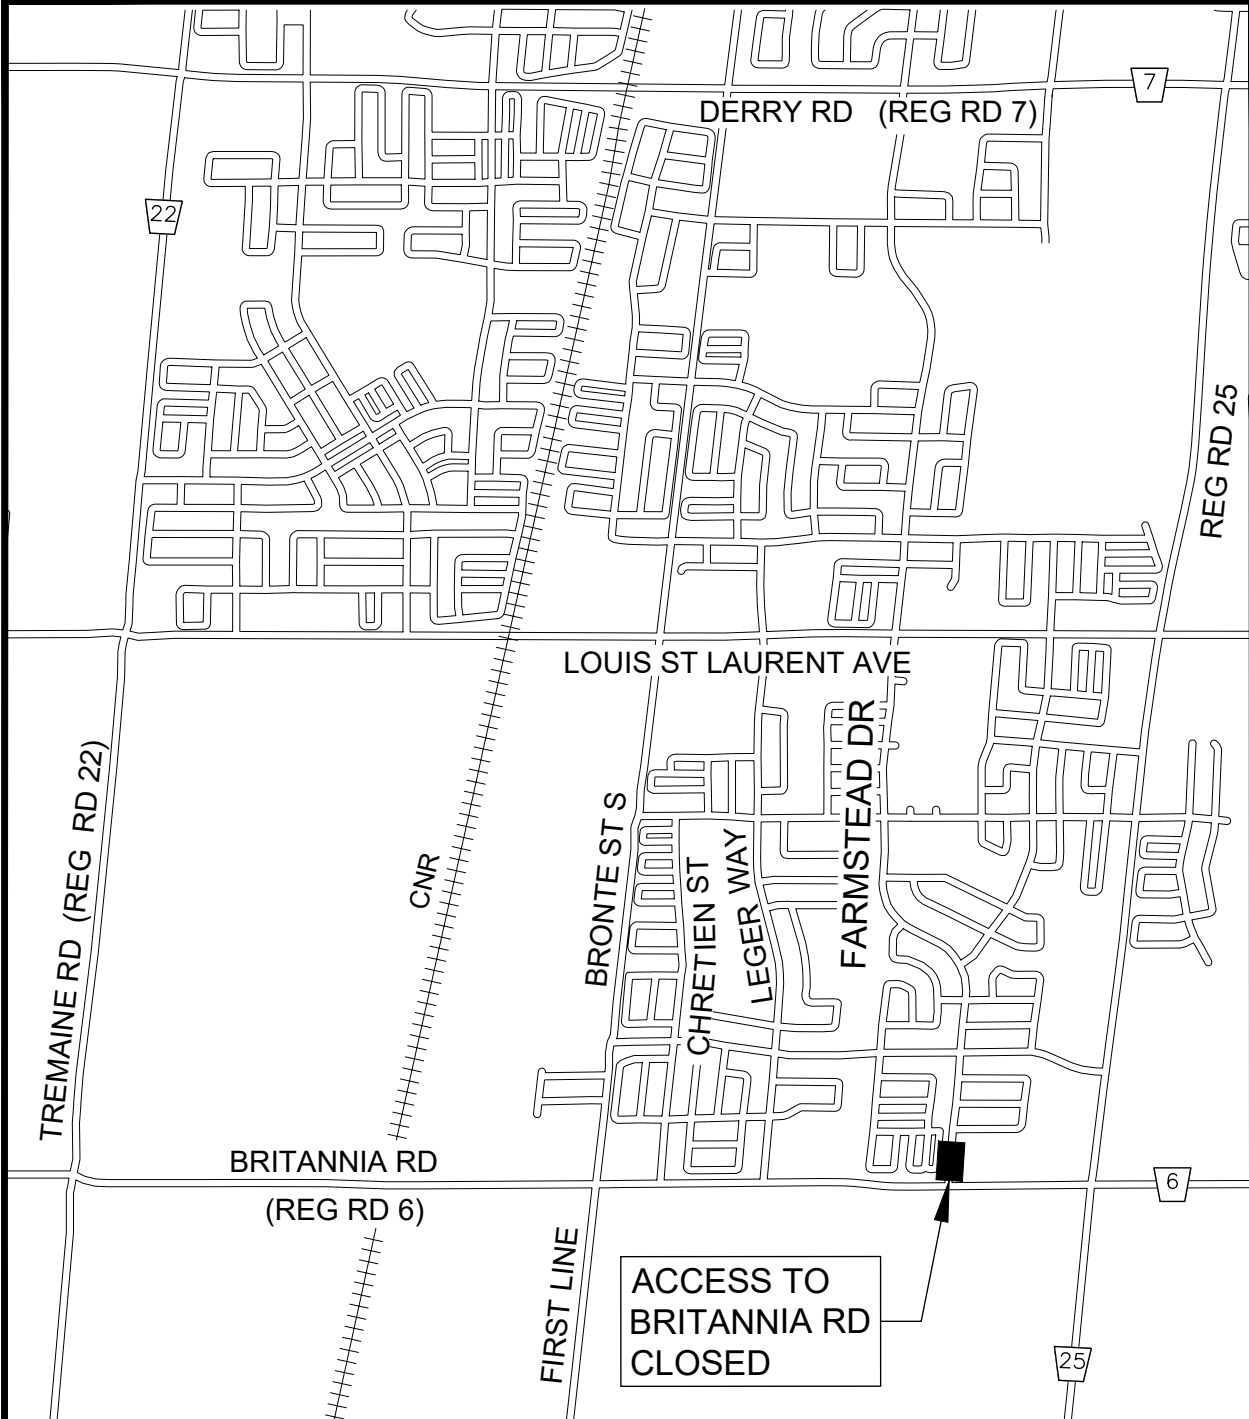 7
DERRY RD (REG RD 7)
22
REG RD 25
LOUIS ST LAURENT AVE
TREMAINE RD (REG RD 22)
CNR
BRONTE ST S
CHRETIEN ST
LEGER WAY
FARMSTEAD DR
BRITANNIA RD
(REG RD 6)
6
FIRST LINE
ACCESS TO
BRITANNIA RD
CLOSED
25